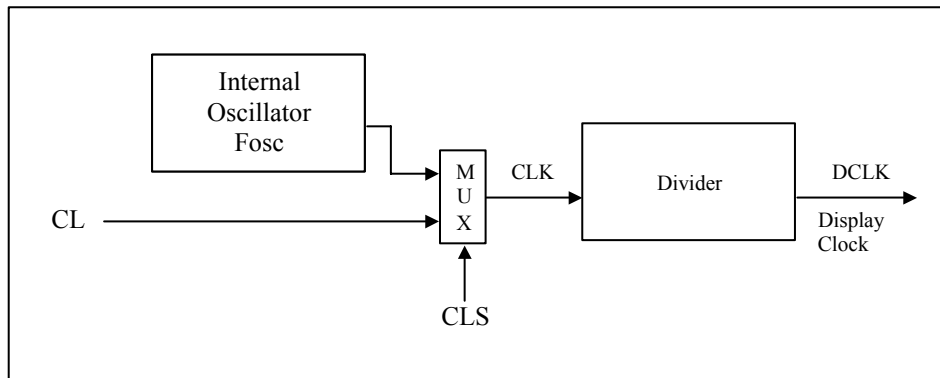 Internal
Oscillator
Fosc
M
U
X
CL
CLK
Divider
DCLK
Display
Clock
CLS